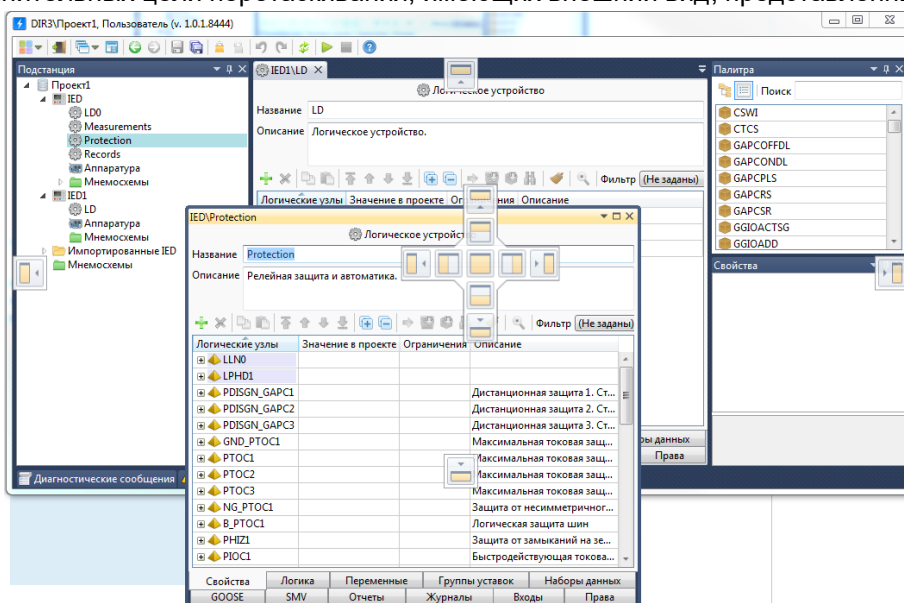 DIR3\Проект1, Пользователь (v. 1.0.1.8444)
Подстанция
Проект1
IED
LD0
Measurements
Protection
Records
Аппаратура
Мнемосхемы
IED1
LD
Аппаратура
Мнемосхемы
Импортированные IED
Мнемосхемы
IED1\LD
устройство
Название LD
Описание Логическое устройство.
Фильтр (Не заданы)
Логические узлы Значение в проекте Описание
Палитра
Поиск
CSWI
CTCS
GAPCOFFDL
GAPCONDL
GAPCPLS
GAPCRS
GAPCSR
GGIOACTSG
GGIOADD
Свойства
IED\Protection
Логическое
Название Protection
Описание Релейная защита и автоматика.
Фильтр (Не заданы)
Логические узлы Значение в проекте Ограничения Описание
LLN0
LPHD1
PDISGN_GAPC1 Дистанционная защита 1. Ст...
PDISGN_GAPC2 Дистанционная защита 2. Ст...
PDISGN_GAPC3 Дистанционная защита 3. Ст...
GND_PTOC1 Максимальная токовая защ...
PTOC1 Максимальная токовая защ...
PTOC2 Максимальная токовая защ...
PTOC3 Максимальная токовая защ...
NG_PTOC1 Защита от несимметричног...
B_PTOC1 Логическая защита шин
PHIZ1 Защита от замыканий на зе...
PIOC1 Быстродействующая токова...
Свойства Логика Переменные Группы уставок Наборы данных
GOOSE SMV Отчеты Журналы Входы Права
данных
Права
Диагностические сообщения